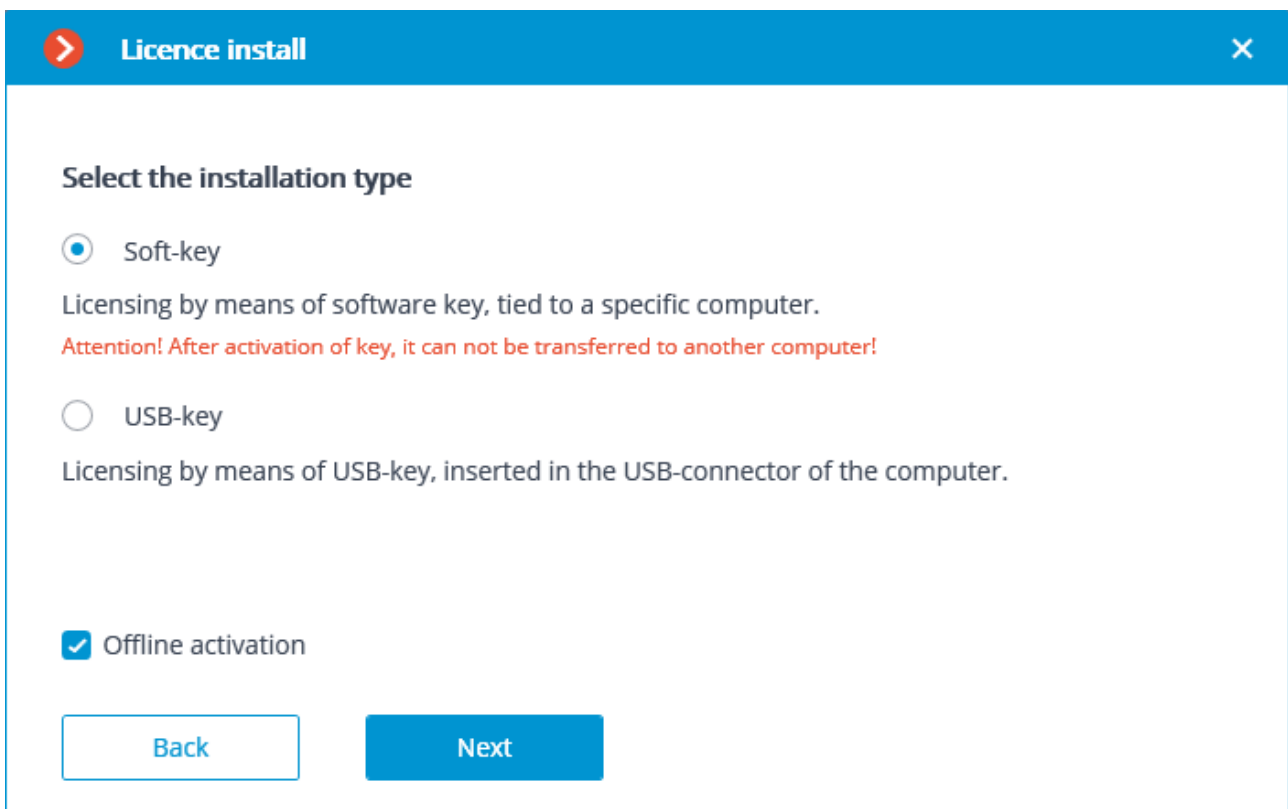 Licence install
Select the installation type
Soft-key
Licensing by means of software key, tied to a specific computer.
Attention! After activation of key, it can not be transferred to another computer!
USB-key
Licensing by means of USB-key, inserted in the USB-connector of the computer.
Offline activation
Back
Next